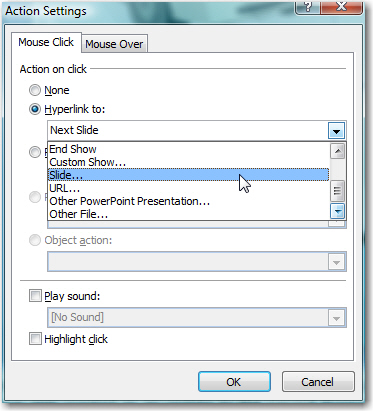 Action Settings
Mouse Click
Mouse Over
Action on click
None
Hyperlink to:
Next Slide
End Show
Custom Show...
Slide...
URL...
Other PowerPoint Presentation...
Other File...
Object action:
Play sound:
[No Sound]
Highlight click
OK
Cancel